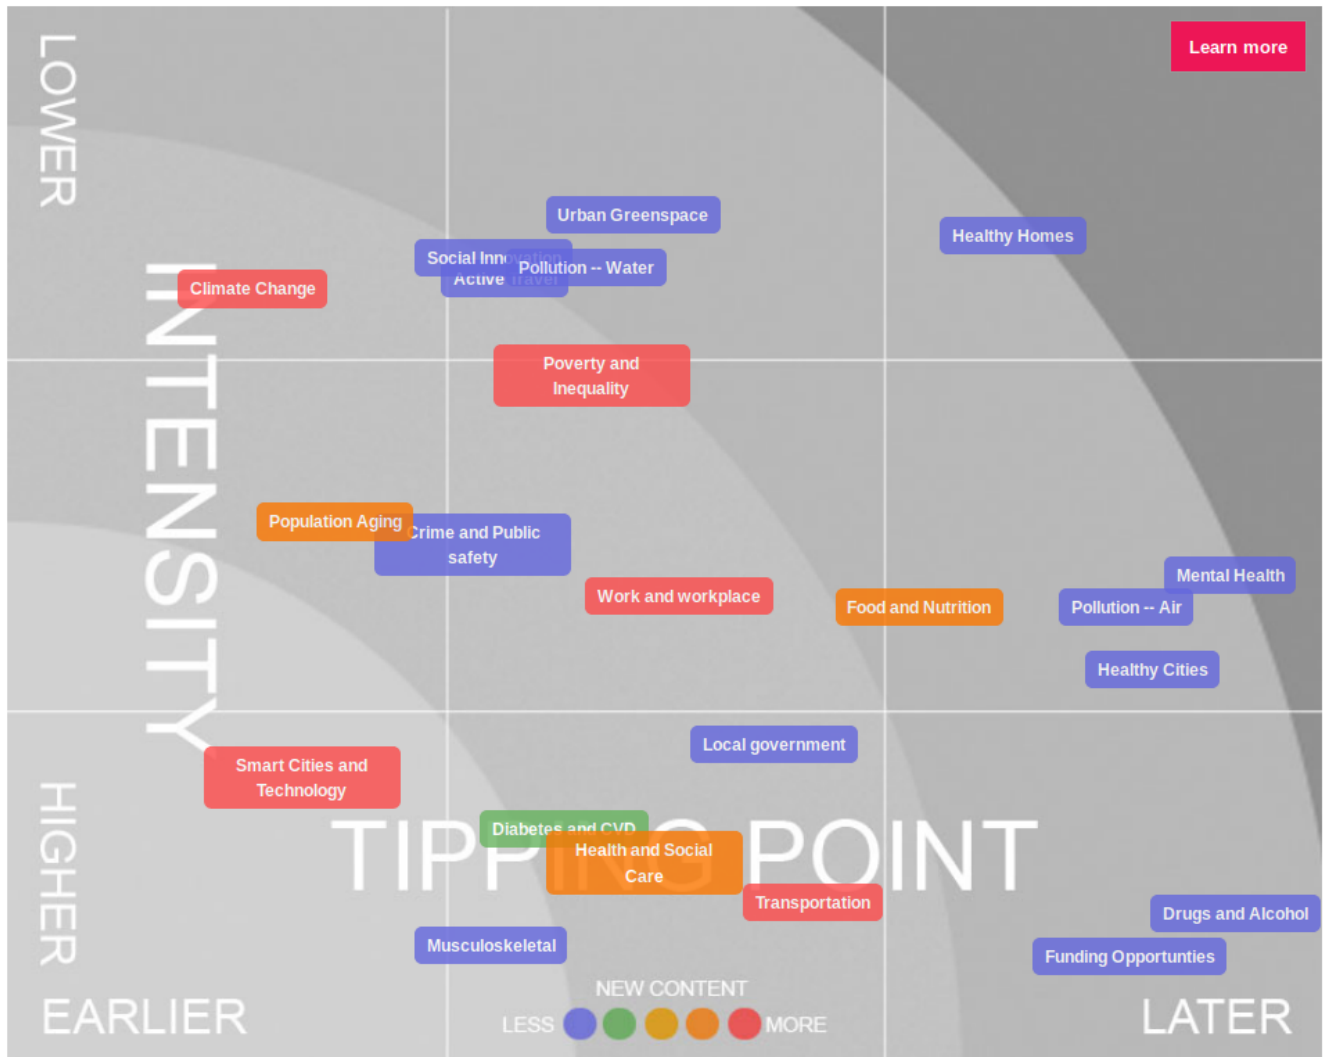 LOWER
Learn more
Urban Greenspace
Healthy Homes
Social Innovation
Pollution -- Water
Active Travel
Climate Change
INTENSITY
Poverty and
Inequality
Population Aging
Crime and Public
safety
Mental Health
Work and workplace
Food and Nutrition
Pollution -- Air
Healthy Cities
Local government
Smart Cities and
Technology
HIGHER
TIPPING POINT
Diabetes and CVD
Health and Social
Care
Transportation
Drugs and Alcohol
Musculoskeletal
Funding Opportunties
NEW CONTENT
EARLIER
LESS
MORE
LATER